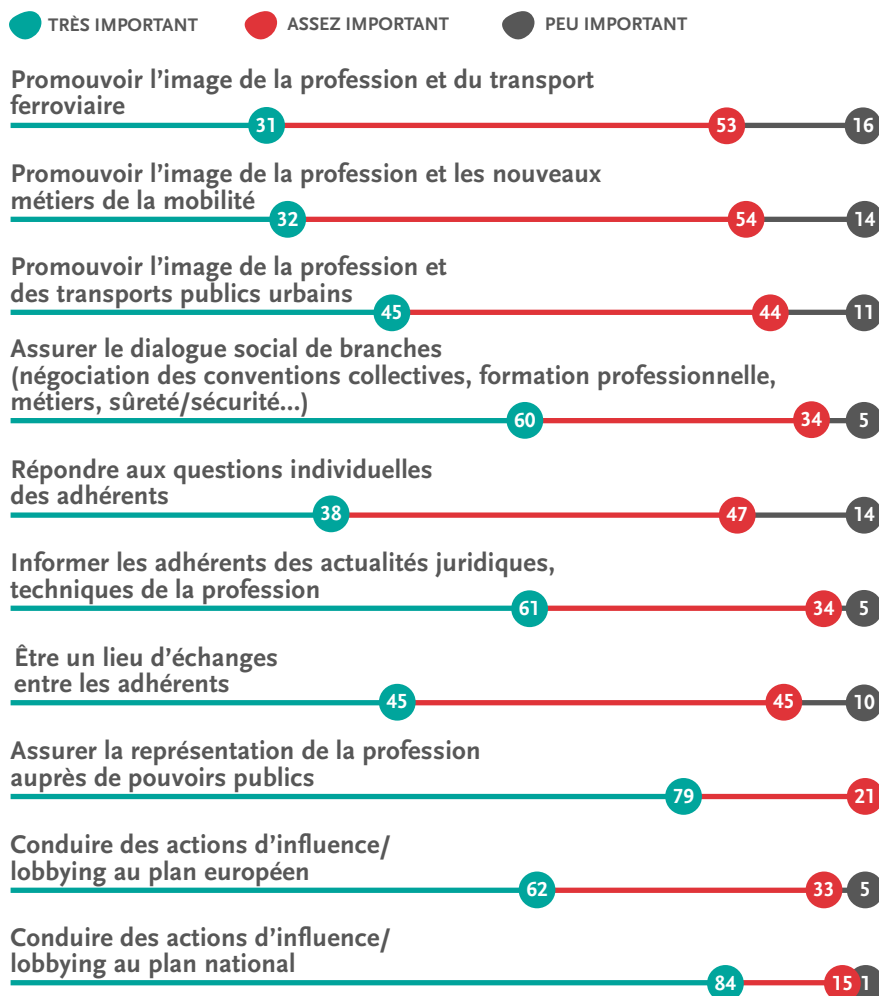 TRÈS IMPORTANT ASSEZ IMPORTANT PEU IMPORTANT
Promouvoir l’image de la profession et du transport
ferroviaire
31 53 16
Promouvoir l’image de la profession et les nouveaux
métiers de la mobilité
32 54 14
Promouvoir l’image de la profession et
des transports publics urbains
45 44 11
Assurer le dialogue social de branches
(négociation des conventions collectives, formation professionnelle,
métiers, sûreté/sécurité...)
60 34 5
Répondre aux questions individuelles
des adhérents
38 47 14
Informer les adhérents des actualités juridiques,
techniques de la profession
61 34 5
Être un lieu d’échanges
entre les adhérents
45 45 10
Assurer la représentation de la profession
auprès de pouvoirs publics
79 21
Conduire des actions d’influence/
lobbying au plan européen
62 33 5
Conduire des actions d’influence/
lobbying au plan national
84 15 1